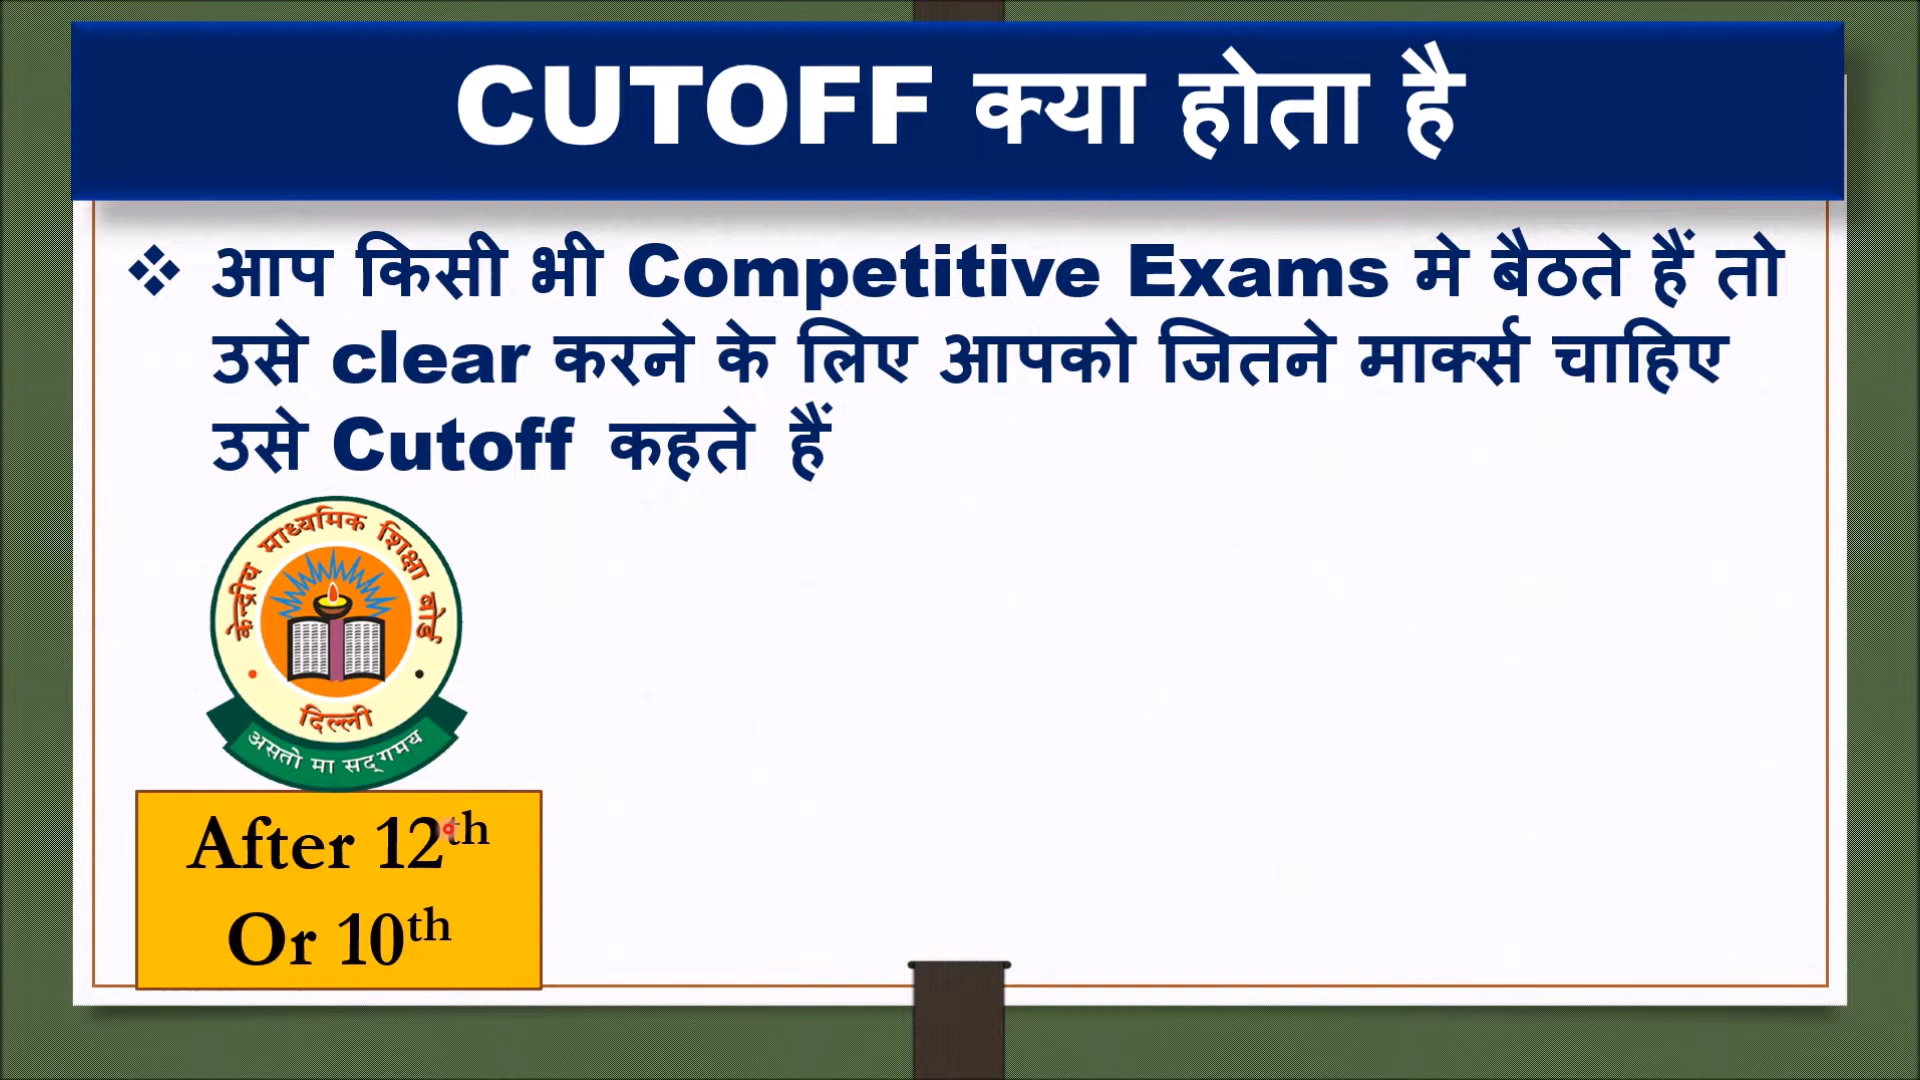 CUTOFF क्या होता है
❖ आप किसी भी Competitive Exams मे बैठते हैं तो
उसे clear करने के लिए आपको जितने मार्क्स चाहिए
उसे Cutoff कहते हैं
केन्द्रीय माध्यमिक शिक्षा बोर्ड
दिल्ली
असतो मा सद्गमय
After 12th
Or 10th